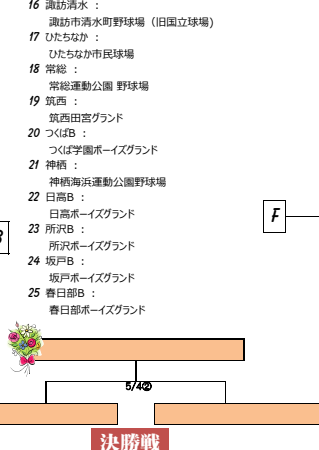 16 諏訪清水 ：
諏訪市清水町野球場（旧国立球場)
17 ひたちなか ：
ひたちなか市民球場
18 常総 ：
常総運動公園 野球場
19 筑西 ：
筑西田宮グランド
20 つくばB ：
つくば学園ボーイズグランド
21 神栖 ：
神栖海浜運動公園野球場
22 日高B ：
日高ボーイズグランド
23 所沢B ：
所沢ボーイズグランド
24 坂戸B ：
坂戸ボーイズグランド
25 春日部B ：
春日部ボーイズグランド
F
5/4②
決勝戦